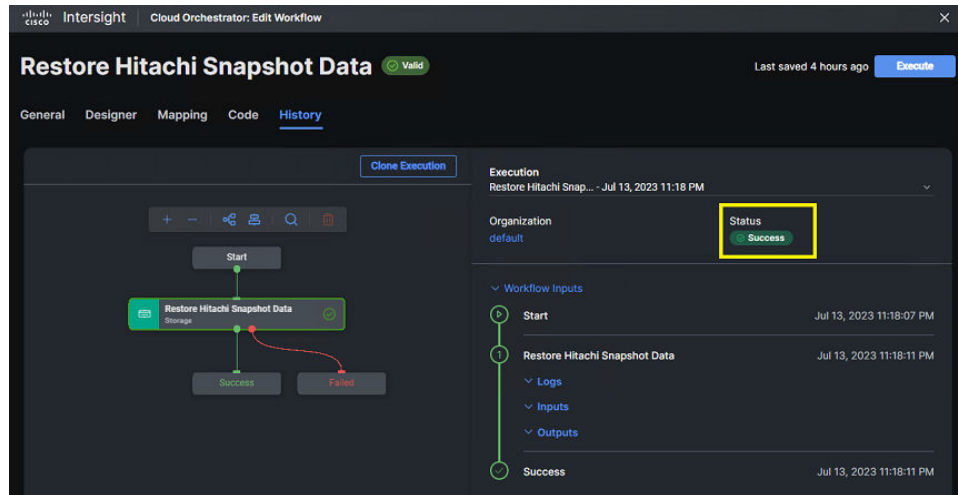 cisco Intersight Cloud Orchestrator: Edit Workflow
Restore Hitachi Snapshot Data Valid
Last saved 4 hours ago Execute
General Designer Mapping Code History
Clone Execution
Start
Restore Hitachi Snapshot Data
Storage
Success Failed
Execution
Restore Hitachi Snap... - Jul 13, 2023 11:18 PM
Organization
default
Status
Success
Workflow Inputs
Start Jul 13, 2023 11:18:07 PM
1 Restore Hitachi Snapshot Data Jul 13, 2023 11:18:11 PM
Logs
Inputs
Outputs
Success Jul 13, 2023 11:18:11 PM